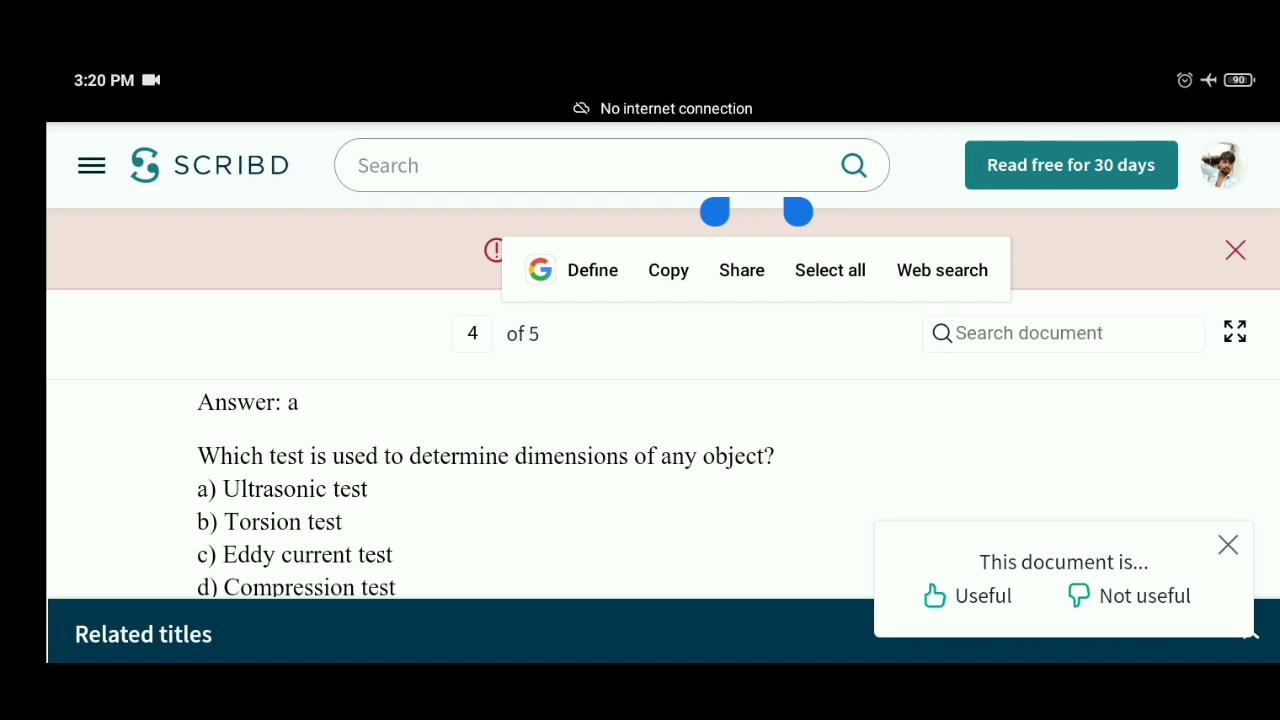 3:20 PM
90
No internet connection
SCRIBD
Search
Read free for 30 days
Define
Copy
Share
Select all
Web search
4 of 5
Search document
Answer: a
Which test is used to determine dimensions of any object?
a) Ultrasonic test
b) Torsion test
c) Eddy current test
d) Compression test
This document is...
Useful
Not useful
Related titles